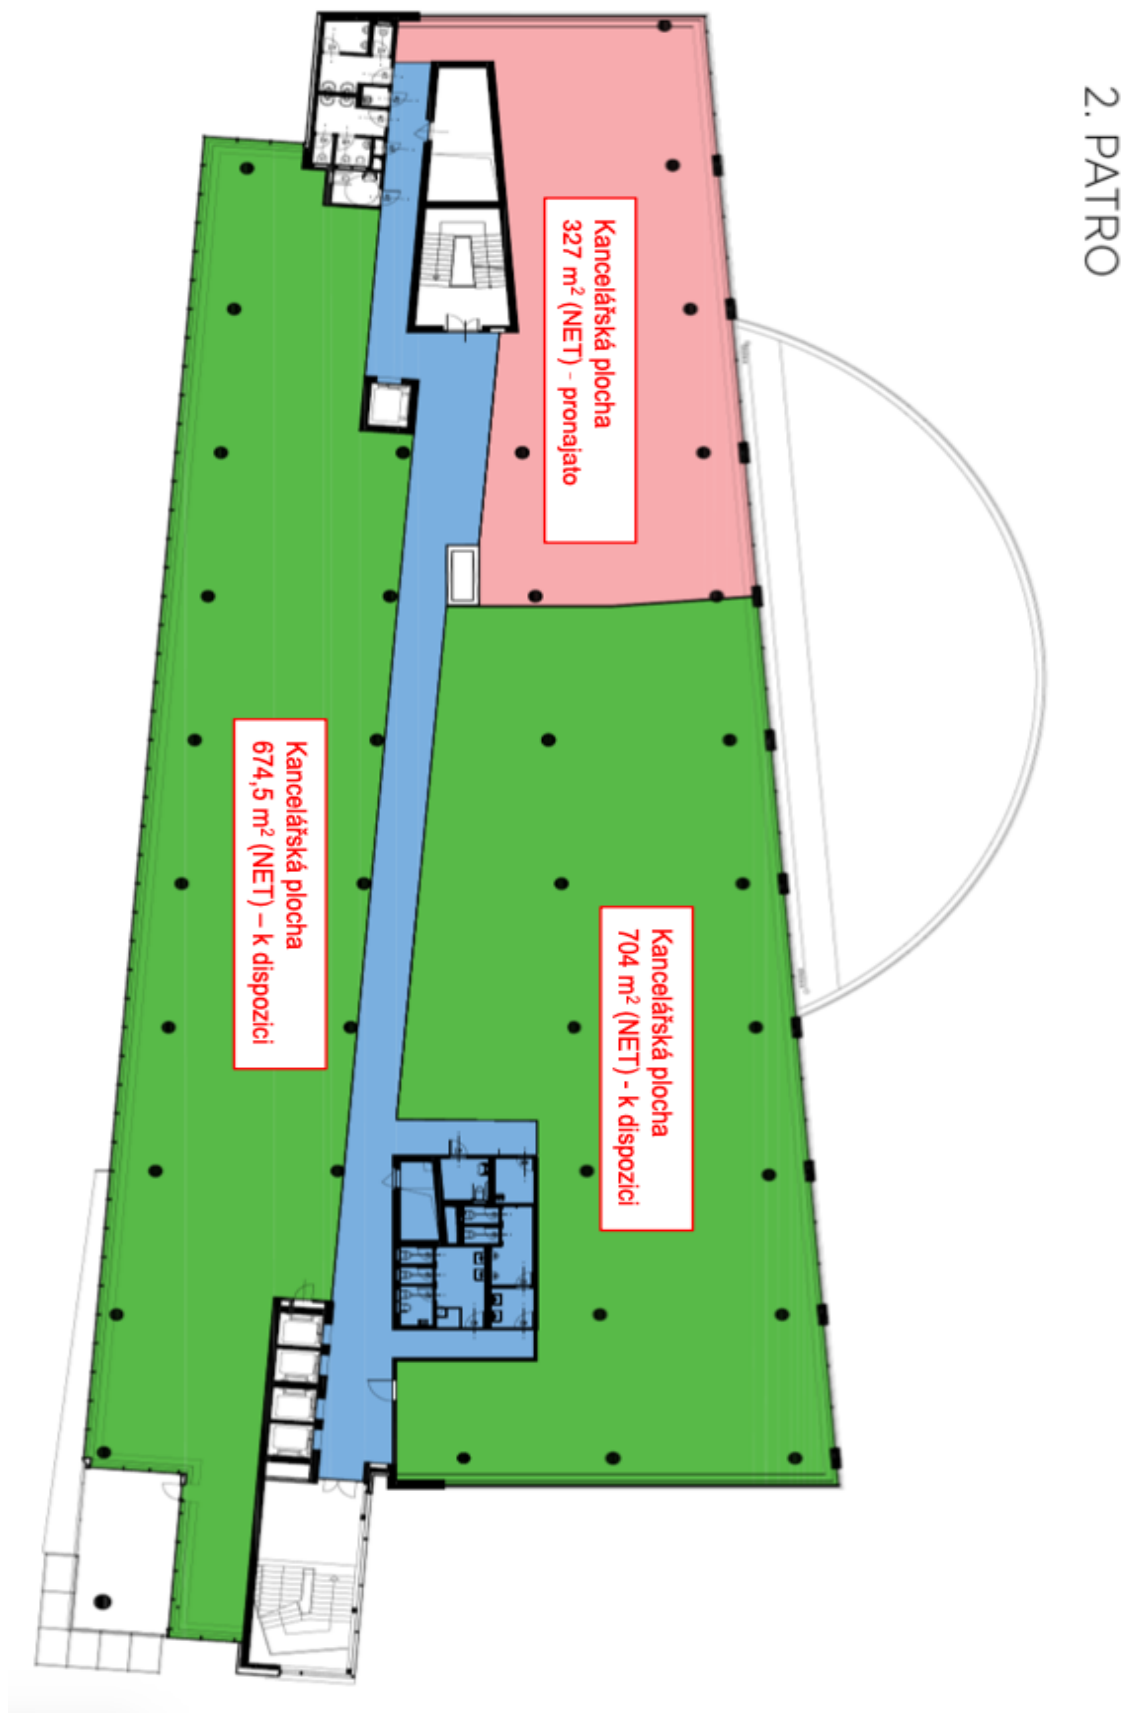 2. PATRO
Kancelářská plocha
327 m² (NET) - pronajato
Kancelářská plocha
674,5 m² (NET) – k dispozici
Kancelářská plocha
704 m² (NET) - k dispozici